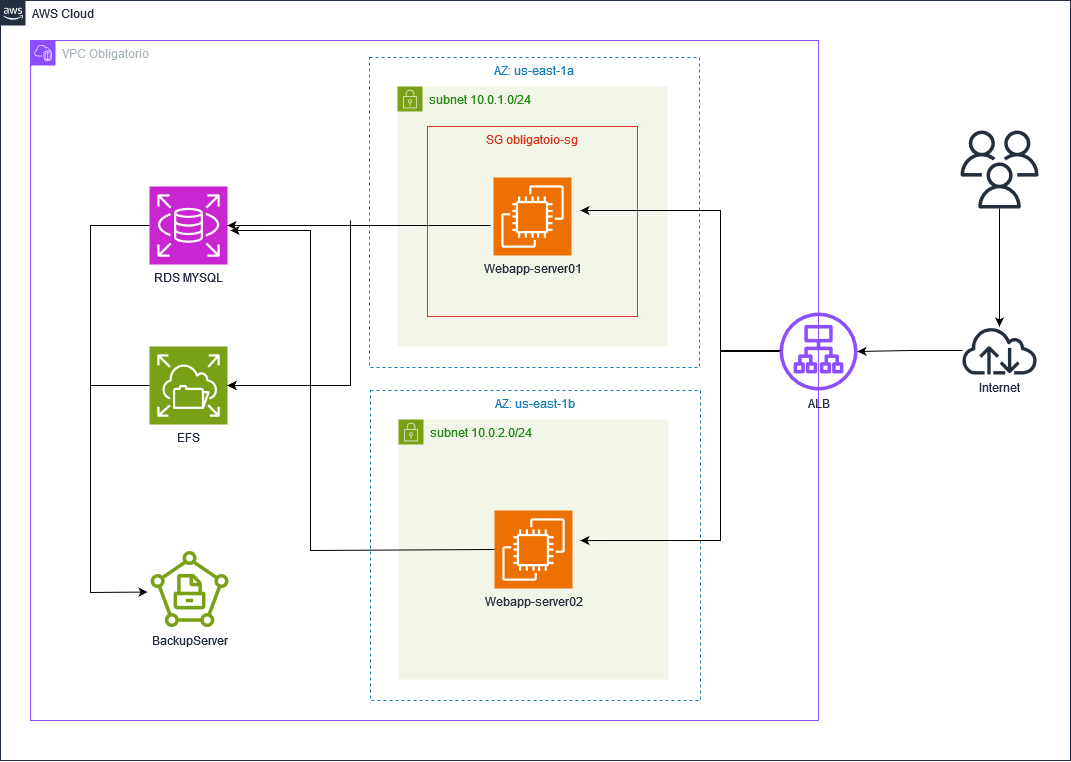 aws
AWS Cloud
VPC Obligatorio
AZ: us-east-1a
subnet 10.0.1.0/24
SG obligatoio-sg
Webapp-server01
RDS MYSQL
EFS
BackupServer
AZ: us-east-1b
subnet 10.0.2.0/24
Webapp-server02
ALB
Internet